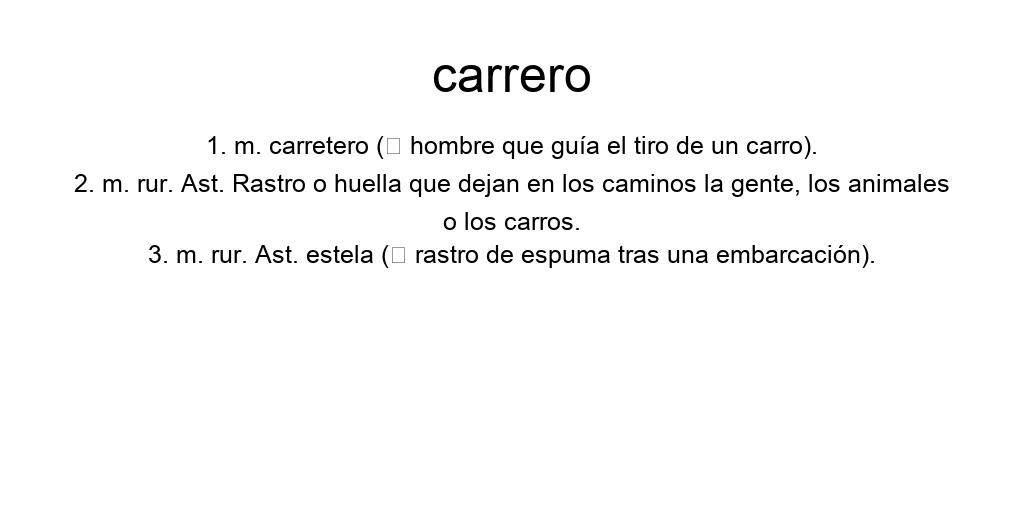 carrero
1. m. carretero (□ hombre que guía el tiro de un carro).
2. m. rur. Ast. Rastro o huella que dejan en los caminos la gente, los animales
o los carros.
3. m. rur. Ast. estela (□ rastro de espuma tras una embarcación).